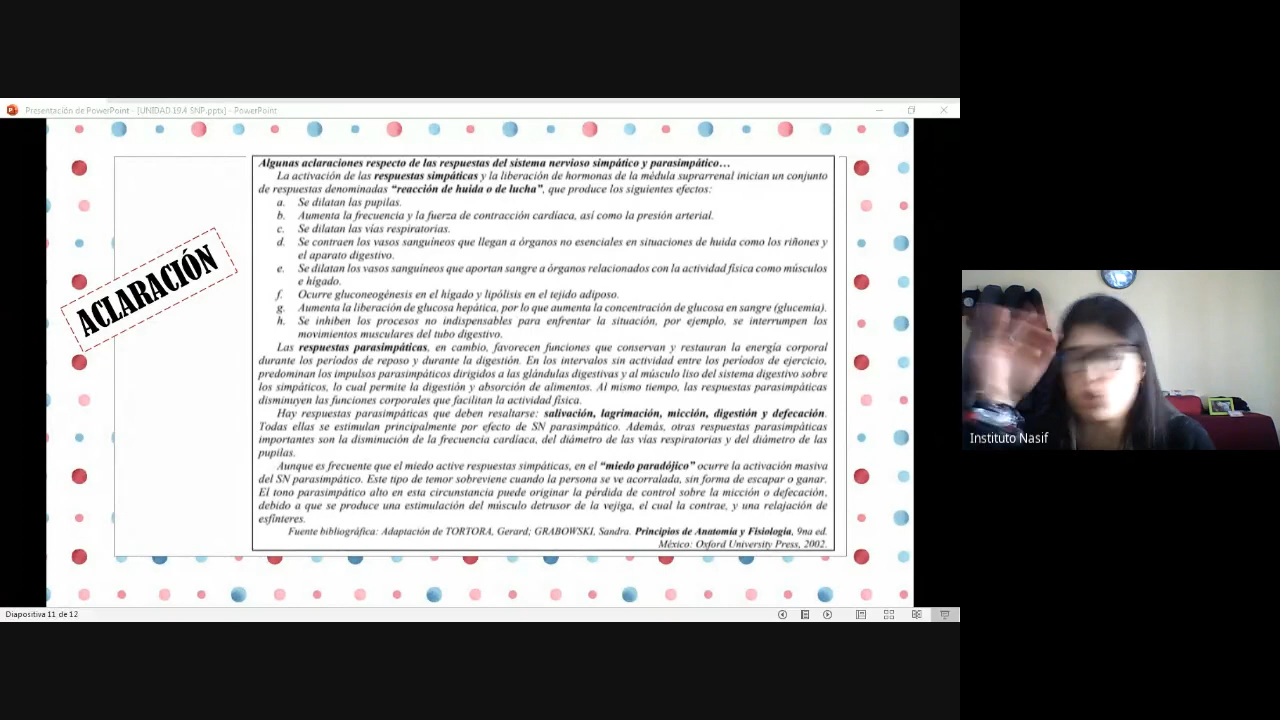 Presentación de PowerPoint - [UNIDAD 19.4 SNP.pptx] - PowerPoint
ACLARACIÓN
Algunas aclaraciones respecto de las respuestas del sistema nervioso simpático y parasimpático…
La activación de las respuestas simpáticas y la liberación de hormonas de la médula suprarrenal inician un conjunto
de respuestas denominadas “reacción de huida o de lucha”, que produce los siguientes efectos:
a. Se dilatan las pupilas.
b. Aumenta la frecuencia y la fuerza de contracción cardíaca, así como la presión arterial.
c. Se dilatan las vías respiratorias.
d. Se contraen los vasos sanguíneos que llegan a órganos no esenciales en situaciones de huida como los riñones y
el aparato digestivo.
e. Se dilatan los vasos sanguíneos que aportan sangre a órganos relacionados con la actividad física como músculos
e hígado.
f. Ocurre gluconeogénesis en el hígado y lipólisis en el tejido adiposo.
g. Aumenta la liberación de glucosa hepática, por lo que aumenta la concentración de glucosa en sangre (glucemia).
h. Se inhiben los procesos no indispensables para enfrentar la situación, por ejemplo, se interrumpen los
movimientos musculares del tubo digestivo.
Las respuestas parasimpáticas, en cambio, favorecen funciones que conservan y restauran la energía corporal
durante los períodos de reposo y durante la digestión. En los intervalos sin actividad entre los períodos de ejercicio,
predominan los impulsos parasimpáticos dirigidos a las glándulas digestivas y al músculo liso del sistema digestivo sobre
los simpáticos, lo cual permite la digestión y absorción de alimentos. Al mismo tiempo, las respuestas parasimpáticas
disminuyen las funciones corporales que facilitan la actividad física.
Hay respuestas parasimpáticas que deben resaltarse: salivación, lagrimación, micción, digestión y defecación.
Todas ellas se estimulan principalmente por efecto de SN parasimpático. Además, otras respuestas parasimpáticas
importantes son la disminución de la frecuencia cardíaca, del diámetro de las vías respiratorias y del diámetro de las
pupilas.
Aunque es frecuente que el miedo active respuestas simpáticas, en el “miedo paradójico” ocurre la activación masiva
del SN parasimpático. Este tipo de temor sobreviene cuando la persona se ve acorralada, sin forma de escapar o ganar.
El tono parasimpático alto en esta circunstancia puede originar la pérdida de control sobre la micción o defecación,
debido a que se produce una estimulación del músculo detrusor de la vejiga, el cual la contrae, y una relajación de
esfínteres.
Fuente bibliográfica: Adaptación de TORTORA, Gerard; GRABOWSKI, Sandra. Principios de Anatomía y Fisiología, 9na ed.
México: Oxford University Press, 2002.
Instituto Nasif
Diapositiva 11 de 12